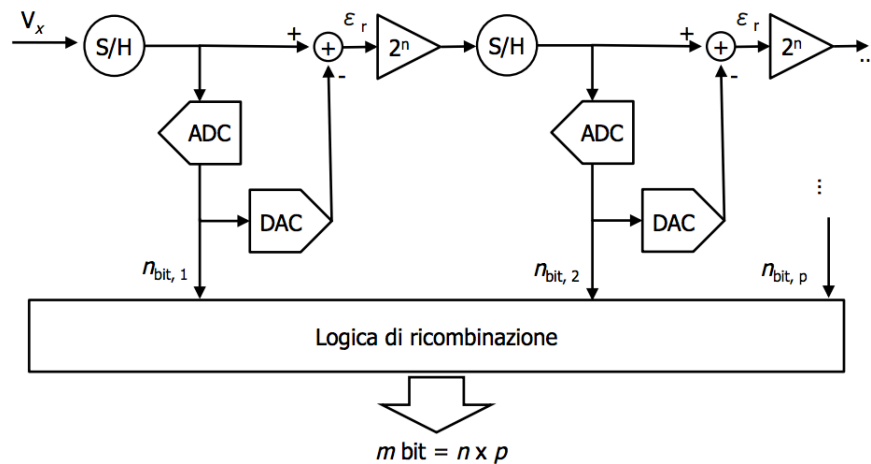 Vx
S/H
+
+
-
εr
2ⁿ
S/H
+
+
-
εr
2ⁿ
..
ADC
ADC
DAC
DAC
...
nbit, 1
nbit, 2
nbit, p
Logica di ricombinazione
m bit = n x p